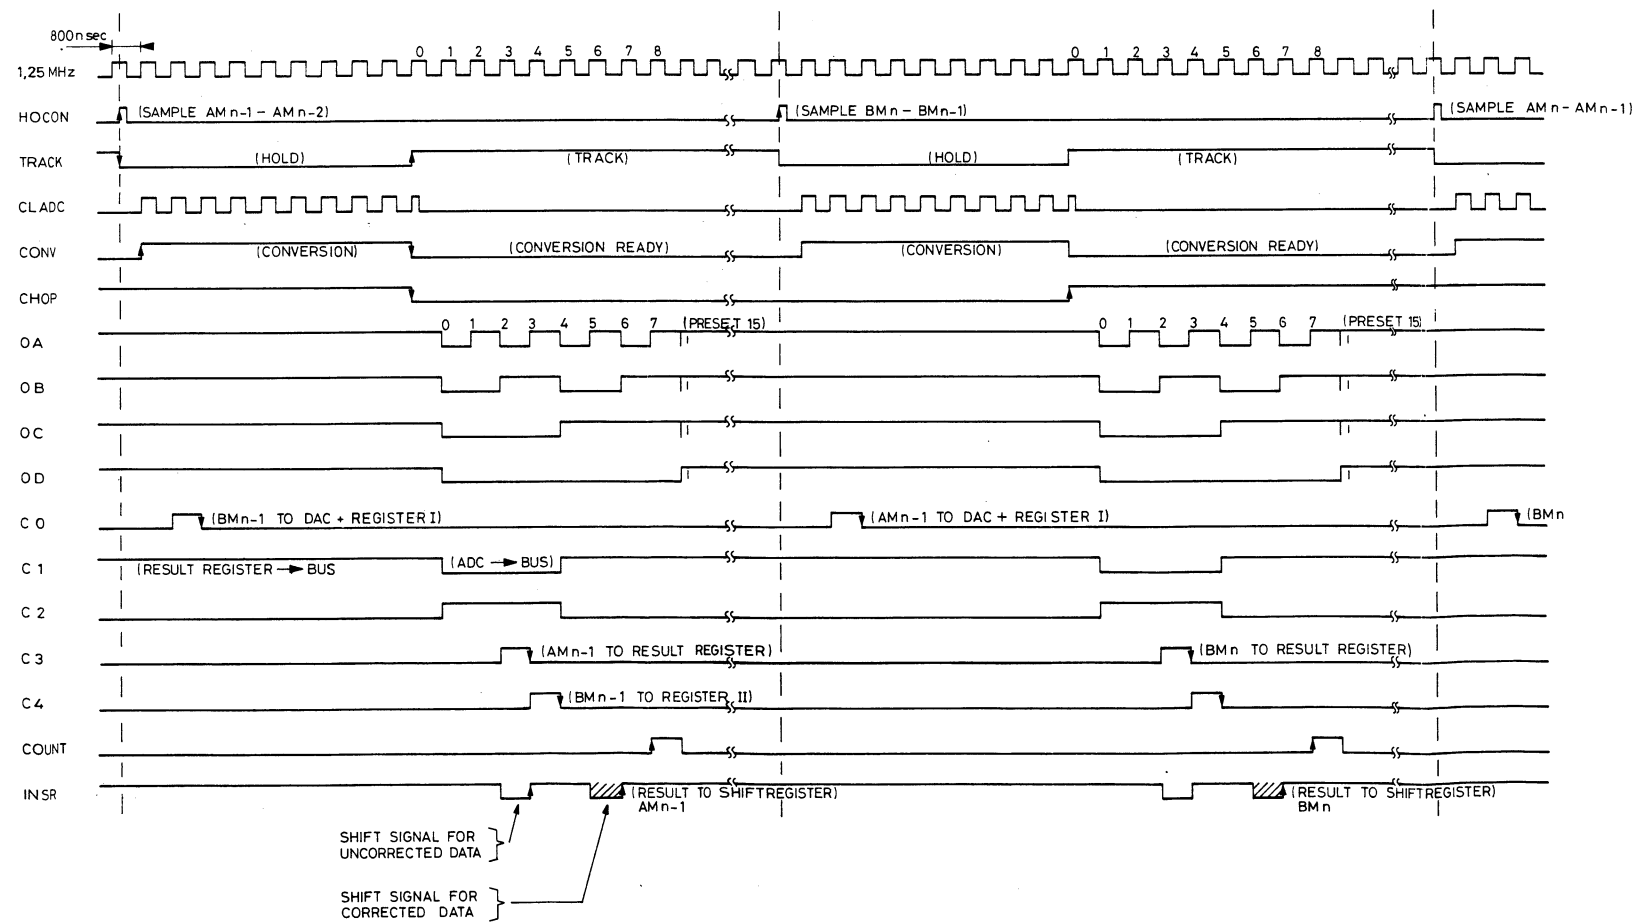 800nsec
0 1 2 3 4 5 6 7 8
0 1 2 3 4 5 6 7 8
1,25 MHz
HOCON
(SAMPLE AMn-1 - AMn-2)
(SAMPLE BMn - BMn-1)
(SAMPLE AMn - AMn-1)
TRACK
(HOLD)
(TRACK)
(HOLD)
(TRACK)
CLADC
CONV
(CONVERSION)
(CONVERSION READY)
(CONVERSION)
(CONVERSION READY)
CHOP
0 1 2 3 4 5 6 7 (PRESET 15)
0 1 2 3 4 5 6 7 (PRESET 15)
OA
OB
OC
OD
C0
(BMn-1 TO DAC + REGISTER I)
(AMn-1 TO DAC + REGISTER I)
(BMn
C1
(RESULT REGISTER → BUS
(ADC → BUS)
C2
C3
(AMn-1 TO RESULT REGISTER)
(BMn TO RESULT REGISTER)
C4
(BMn-1 TO REGISTER II)
COUNT
INSR
(RESULT TO SHIFTREGISTER)
AMn-1
(RESULT TO SHIFTREGISTER)
BMn
SHIFT SIGNAL FOR
UNCORRECTED DATA
SHIFT SIGNAL FOR
CORRECTED DATA